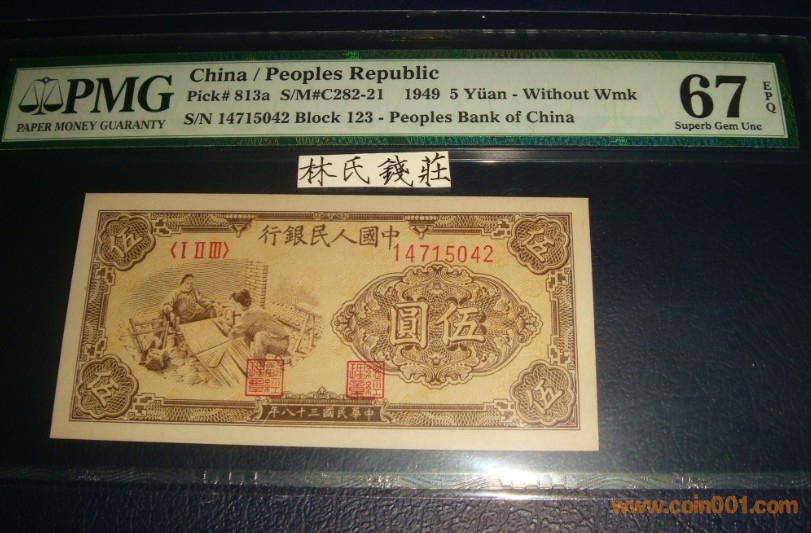 PMG
PAPER MONEY GUARANTY
China / Peoples Republic
Pick# 813a S/M#C282-21 1949 5 Yüan - Without Wmk
S/N 14715042 Block 123 - Peoples Bank of China
67
EPQ
Superb Gem Unc
林氏錢莊
行銀民人國中
伍
伍
〈I II III〉
14715042
圓伍
伍
伍
年八十三國民華中
www.coin001.com